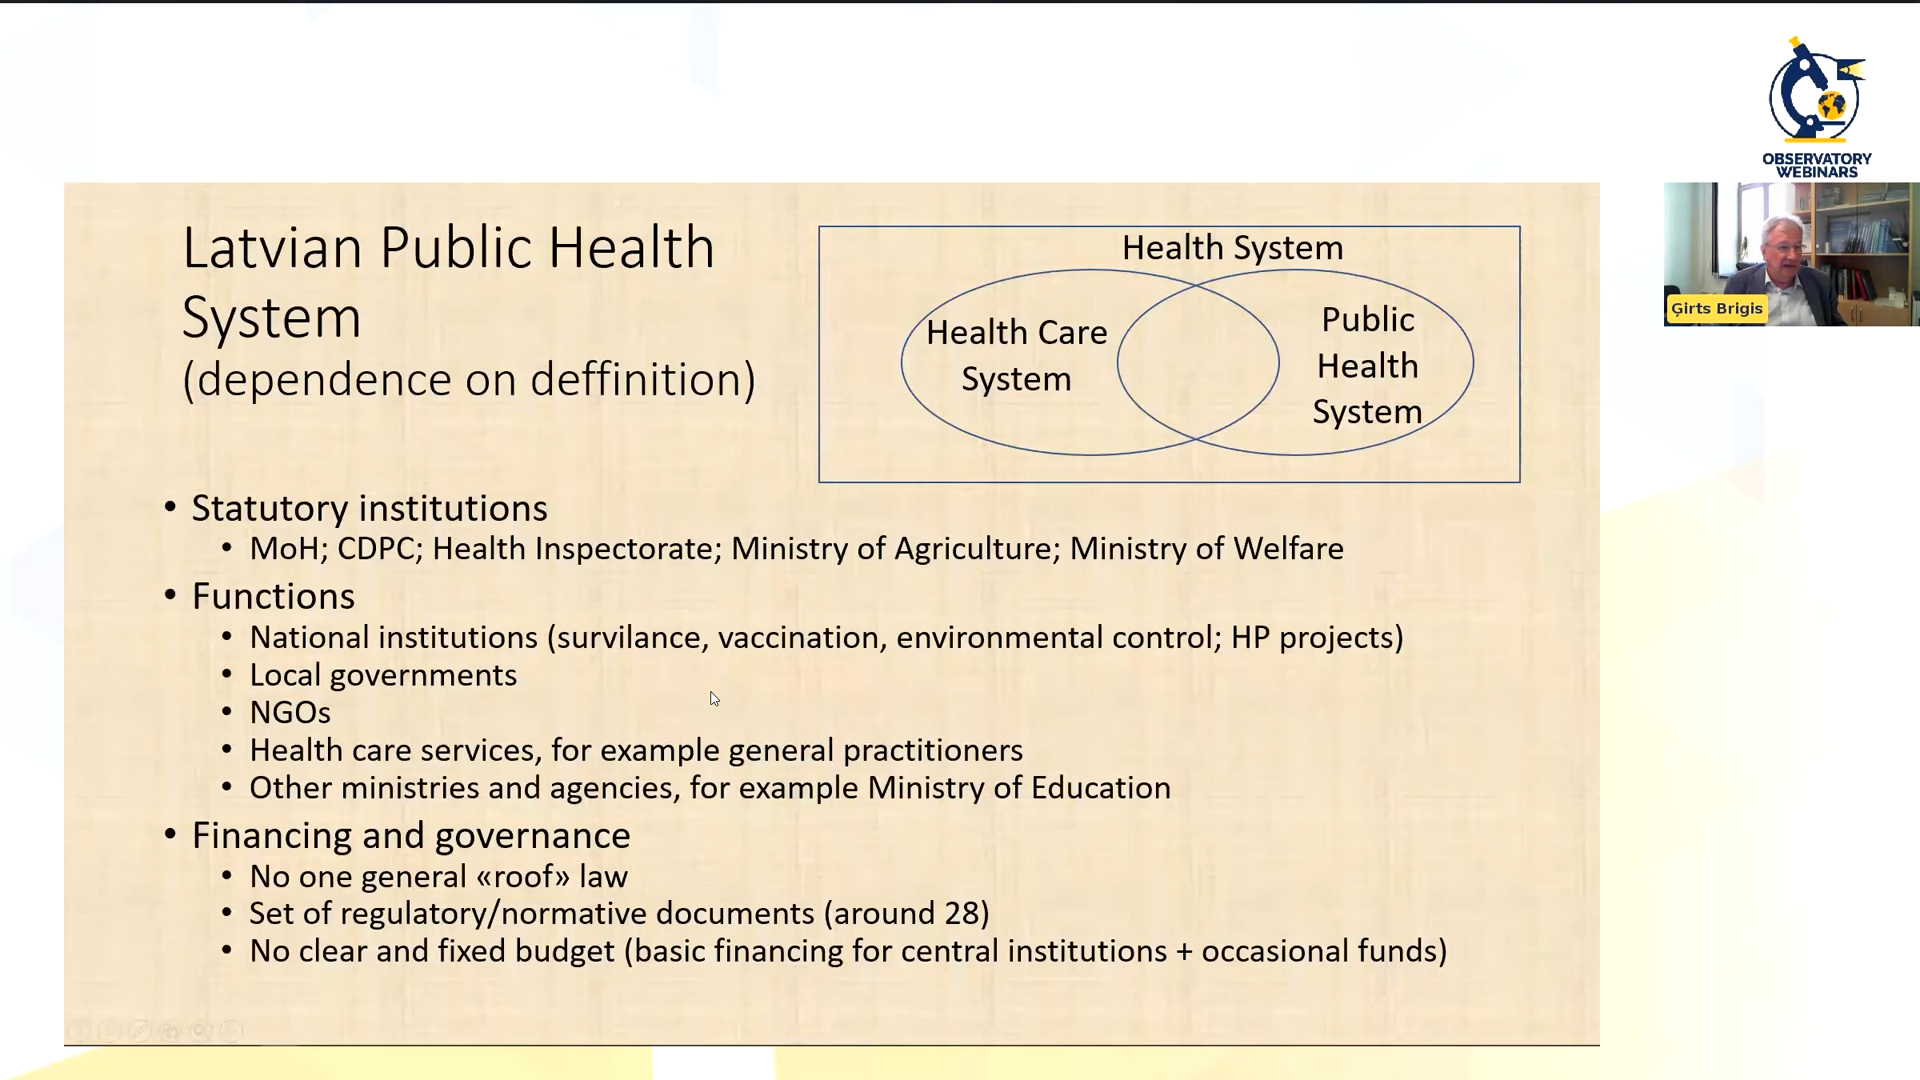 OBSERVATORY
WEBINARS
Ģirts Brigis
Latvian Public Health
System
(dependence on deffinition)
Health System
Health Care
System
Public
Health
System
• Statutory institutions
• MoH; CDPC; Health Inspectorate; Ministry of Agriculture; Ministry of Welfare
• Functions
• National institutions (survilance, vaccination, environmental control; HP projects)
• Local governments
• NGOs
• Health care services, for example general practitioners
• Other ministries and agencies, for example Ministry of Education
• Financing and governance
• No one general «roof» law
• Set of regulatory/normative documents (around 28)
• No clear and fixed budget (basic financing for central institutions + occasional funds)